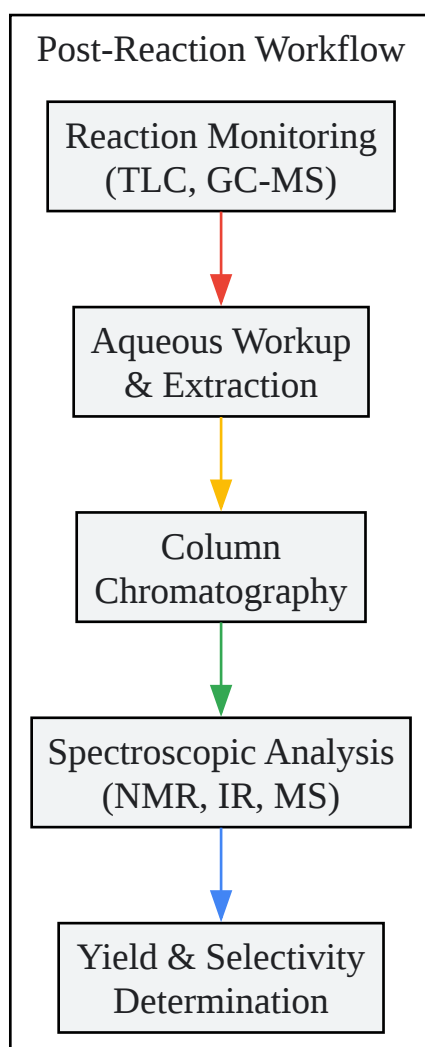 Post-Reaction Workflow
Reaction Monitoring
(TLC, GC-MS)
Aqueous Workup
& Extraction
Column
Chromatography
Spectroscopic Analysis
(NMR, IR, MS)
Yield & Selectivity
Determination